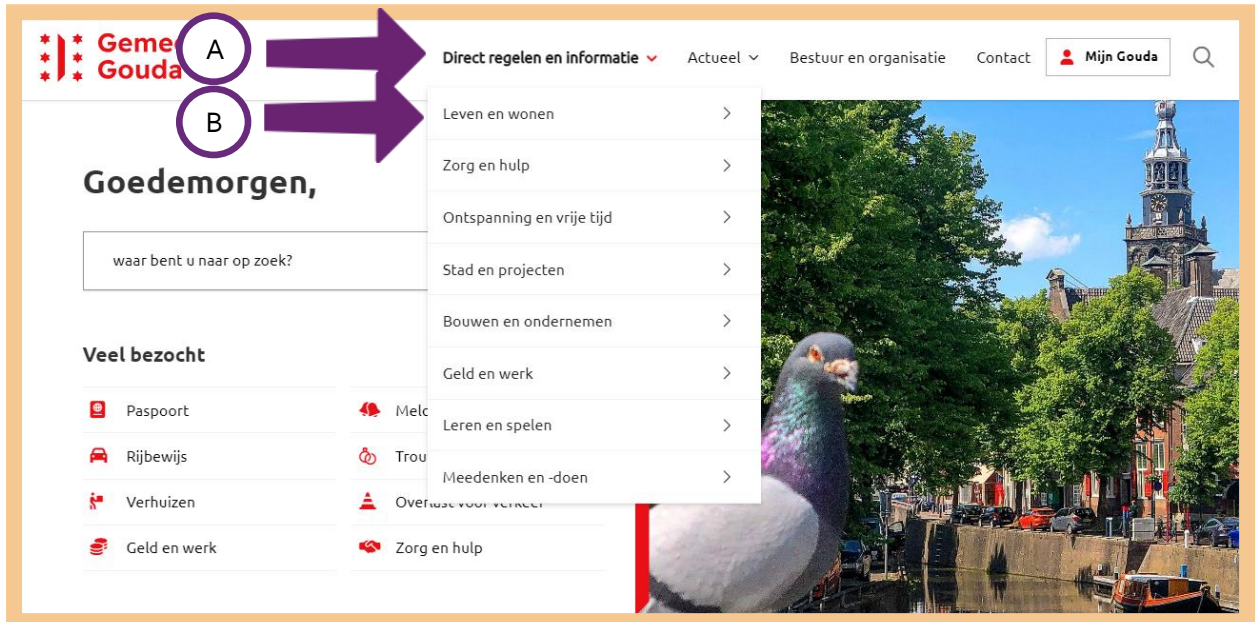 Gouda
A
Direct regelen en informatie
Actueel
Bestuur en organisatie
Contact
Mijn Gouda
B
Leven en wonen
Zorg en hulp
Ontspanning en vrije tijd
Stad en projecten
Bouwen en ondernemen
Geld en werk
Leren en spelen
Meedenken en -doen
Goedemorgen,
waar bent u naar op zoek?
Veel bezocht
Paspoort
Rijbewijs
Verhuizen
Geld en werk
Zorg en hulp